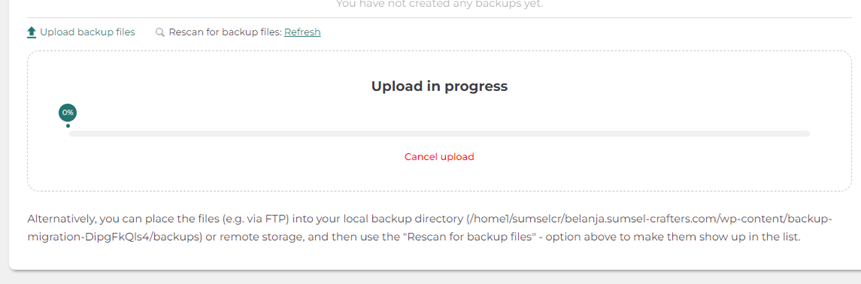 You have not created any backups yet.
Upload backup files Rescan for backup files: Refresh
Upload in progress
0%
Cancel upload
Alternatively, you can place the files (e.g. via FTP) into your local backup directory (/home1/sumselcr/belanja.sumsel-crafters.com/wp-content/backup-
migration-DipgFkQls4/backups) or remote storage, and then use the "Rescan for backup files" - option above to make them show up in the list.